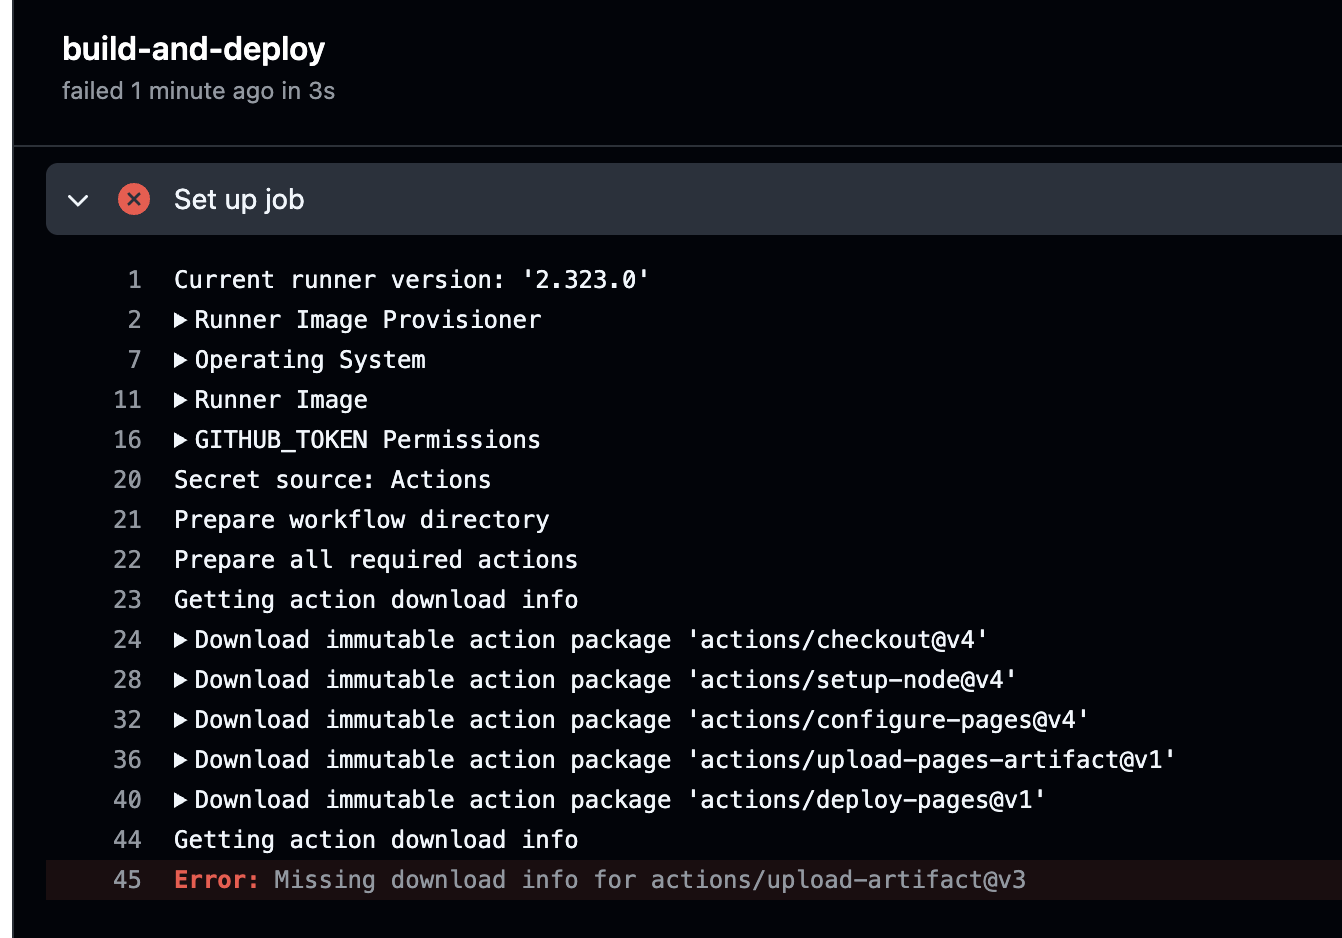 build-and-deploy
failed 1 minute ago in 3s
Set up job
1 Current runner version: '2.323.0'
2 ▶Runner Image Provisioner
7 ▶Operating System
11 ▶Runner Image
16 ▶GITHUB_TOKEN Permissions
20 Secret source: Actions
21 Prepare workflow directory
22 Prepare all required actions
23 Getting action download info
24 ▶Download immutable action package 'actions/checkout@v4'
28 ▶Download immutable action package 'actions/setup-node@v4'
32 ▶Download immutable action package 'actions/configure-pages@v4'
36 ▶Download immutable action package 'actions/upload-pages-artifact@v1'
40 ▶Download immutable action package 'actions/deploy-pages@v1'
44 Getting action download info
45 Error: Missing download info for actions/upload-artifact@v3